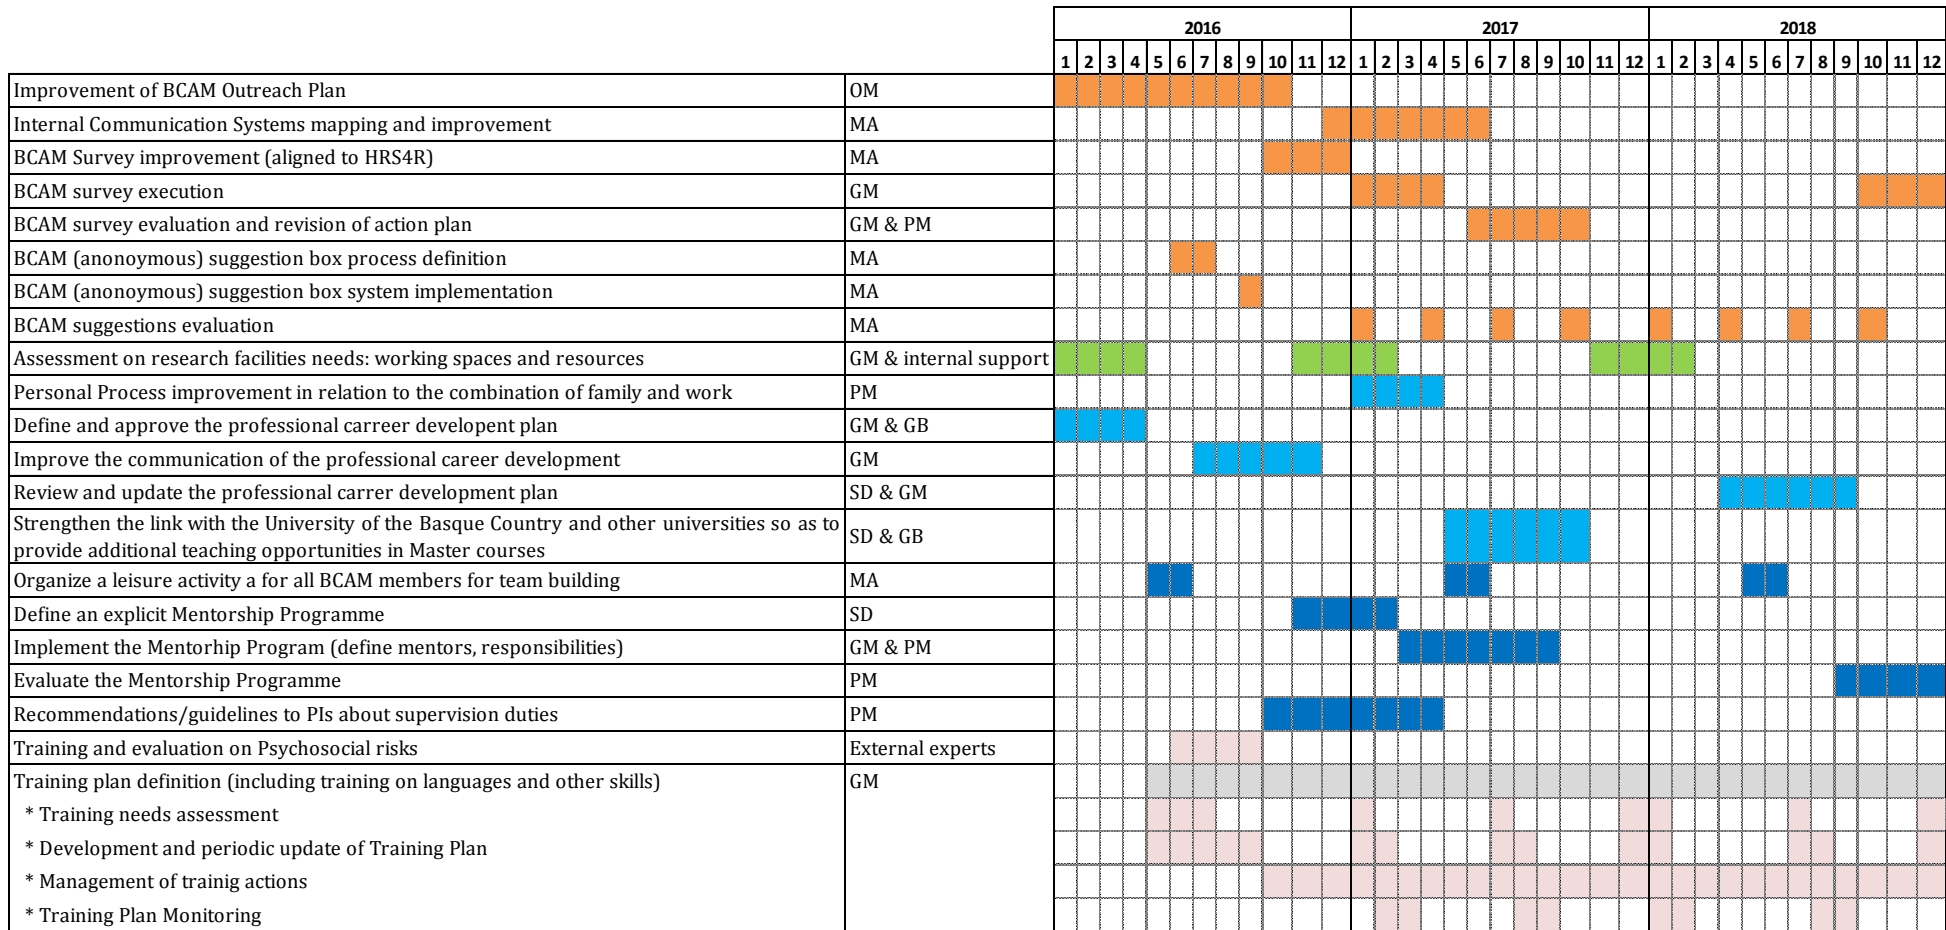 2016 2017 2018
1 2 3 4 5 6 7 8 9 10 11 12 1 2 3 4 5 6 7 8 9 10 11 12 1 2 3 4 5 6 7 8 9 10 11 12
Improvement of BCAM Outreach Plan OM
Internal Communication Systems mapping and improvement MA
BCAM Survey improvement (aligned to HRS4R) MA
BCAM survey execution GM
BCAM survey evaluation and revision of action plan GM & PM
BCAM (anonoymous) suggestion box process definition MA
BCAM (anonoymous) suggestion box system implementation MA
BCAM suggestions evaluation MA
Assessment on research facilities needs: working spaces and resources GM & internal support
Personal Process improvement in relation to the combination of family and work PM
Define and approve the professional carreer developent plan GM & GB
Improve the communication of the professional career development GM
Review and update the professional carrer development plan SD & GM
Strengthen the link with the University of the Basque Country and other universities so as to
provide additional teaching opportunities in Master courses SD & GB
Organize a leisure activity a for all BCAM members for team building MA
Define an explicit Mentorship Programme SD
Implement the Mentorhip Program (define mentors, responsibilities) GM & PM
Evaluate the Mentorship Programme PM
Recommendations/guidelines to PIs about supervision duties PM
Training and evaluation on Psychosocial risks External experts
Training plan definition (including training on languages and other skills) GM
* Training needs assessment
* Development and periodic update of Training Plan
* Management of trainig actions
* Training Plan Monitoring